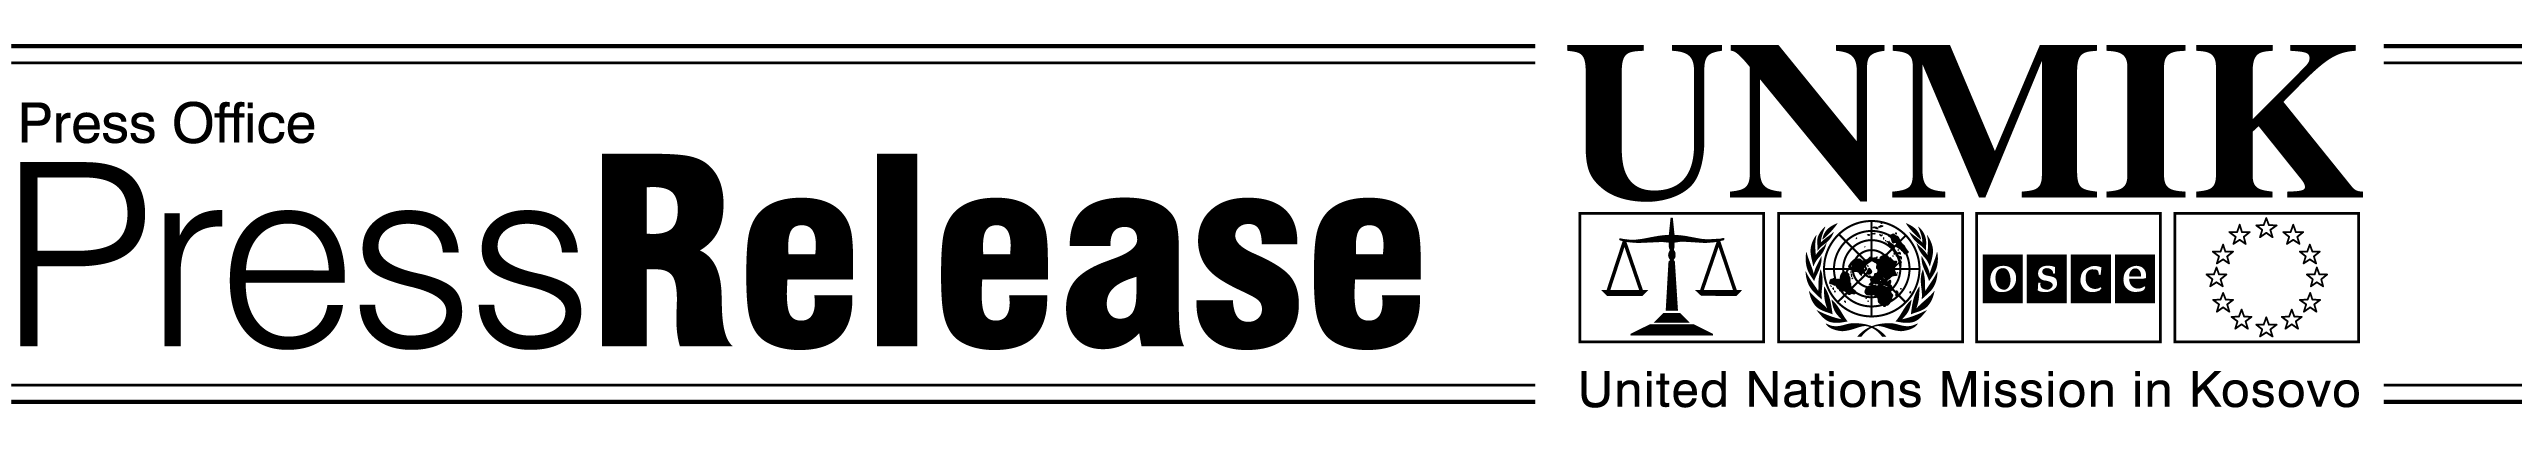 Press Office
PressRelease
UNMIK
osce
United Nations Mission in Kosovo